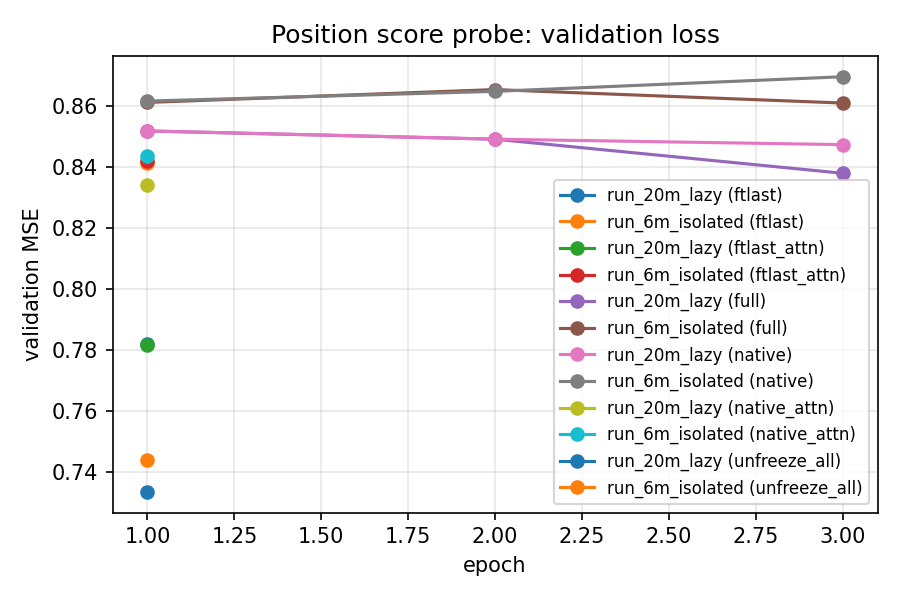 Position score probe: validation loss
validation MSE
0.86
0.84
0.82
0.80
0.78
0.76
0.74
run_20m_lazy (ftlast)
run_6m_isolated (ftlast)
run_20m_lazy (ftlast_attn)
run_6m_isolated (ftlast_attn)
run_20m_lazy (full)
run_6m_isolated (full)
run_20m_lazy (native)
run_6m_isolated (native)
run_20m_lazy (native_attn)
run_6m_isolated (native_attn)
run_20m_lazy (unfreeze_all)
run_6m_isolated (unfreeze_all)
1.00 1.25 1.50 1.75 2.00 2.25 2.50 2.75 3.00
epoch